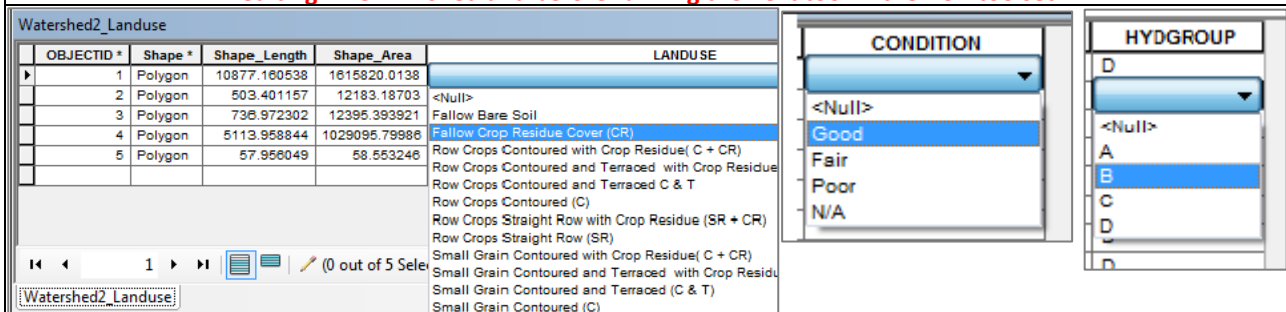 Watershed2_Landuse
OBJECTID * Shape * Shape_Length Shape_Area LANDUSE
1 Polygon 10877.160538 1615820.0138
2 Polygon 503.401157 12183.18703
3 Polygon 736.972302 12395.393921
4 Polygon 5113.958844 1029095.79986
5 Polygon 57.956049 58.553246
<Null>
Fallow Bare Soil
Fallow Crop Residue Cover (CR)
Row Crops Contoured with Crop Residue( C + CR)
Row Crops Contoured and Terraced with Crop Residue
Row Crops Contoured and Terraced C & T
Row Crops Contoured (C)
Row Crops Straight Row with Crop Residue (SR + CR)
Row Crops Straight Row (SR)
Small Grain Contoured with Crop Residue( C + CR)
Small Grain Contoured and Terraced with Crop Residu
Small Grain Contoured and Terraced (C & T)
Small Grain Contoured (C)
1 (0 out of 5 Sele
Watershed2_Landuse
CONDITION
<Null>
Good
Fair
Poor
N/A
HYDGROUP
D
<Null>
A
B
C
D
D